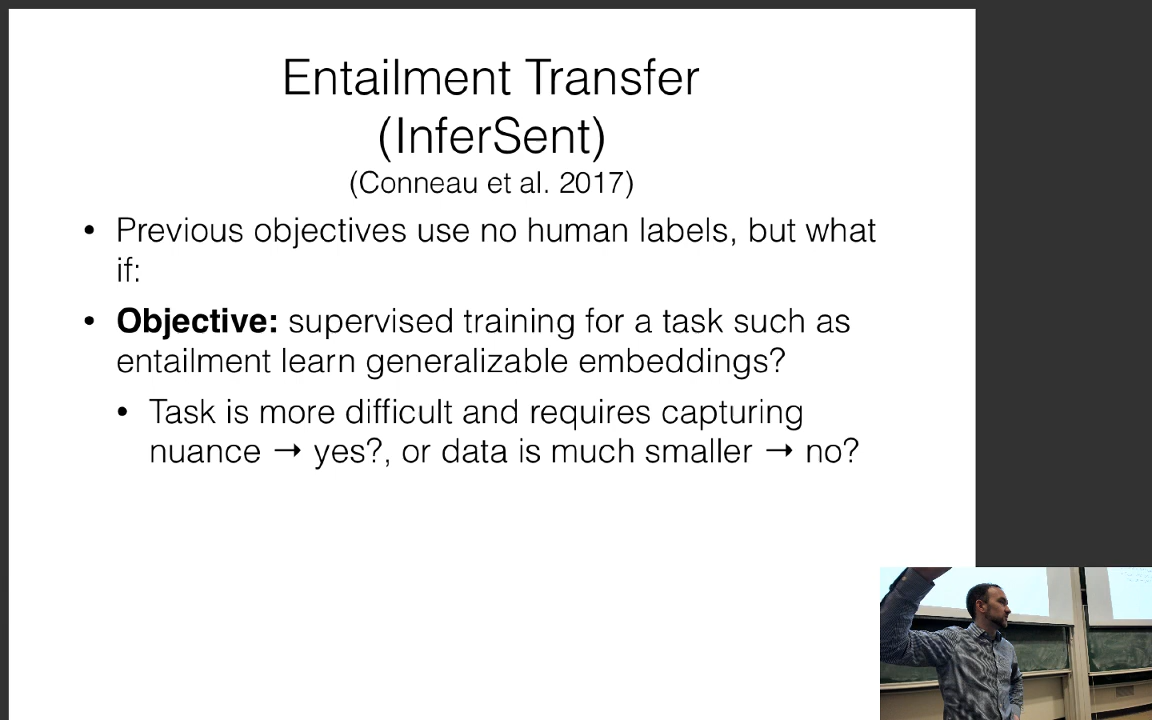 Entailment Transfer
(InferSent)
(Conneau et al. 2017)
• Previous objectives use no human labels, but what
if:
• Objective: supervised training for a task such as
entailment learn generalizable embeddings?
• Task is more difficult and requires capturing
nuance → yes?, or data is much smaller → no?